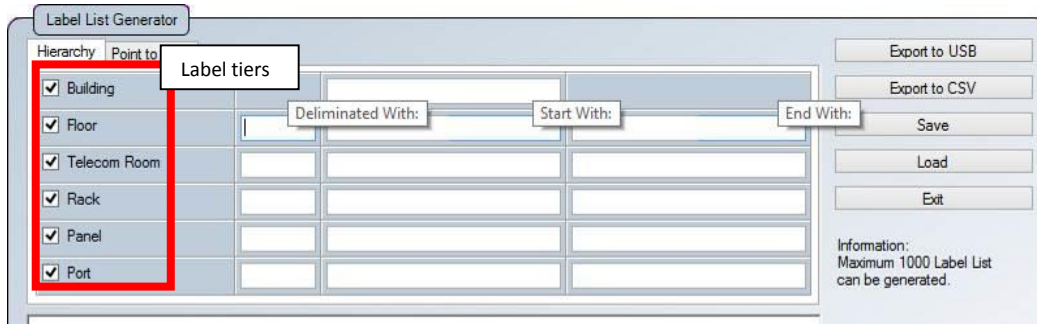 Label List Generator
Hierarchy Point to
Label tiers
Export to USB
Building
Export to CSV
Deliminated With: Start With: End With:
Floor
Save
Telecom Room
Load
Rack
Exit
Panel
Information:
Maximum 1000 Label List
can be generated.
Port